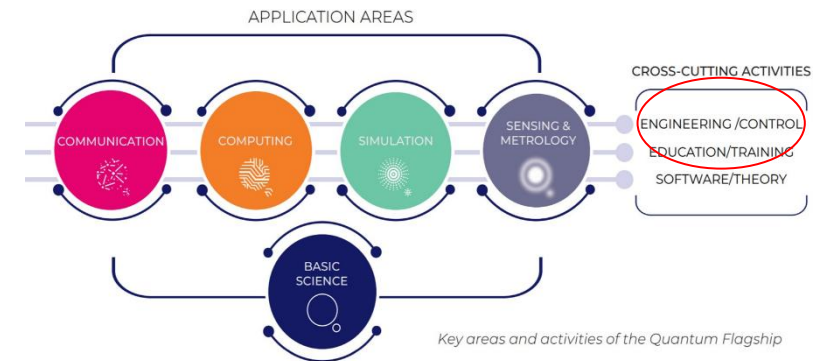 APPLICATION AREAS
CROSS-CUTTING ACTIVITIES
COMMUNICATION
COMPUTING
SIMULATION
SENSING &
METROLOGY
ENGINEERING /CONTROL
EDUCATION/TRAINING
SOFTWARE/THEORY
BASIC
SCIENCE
Key areas and activities of the Quantum Flagship